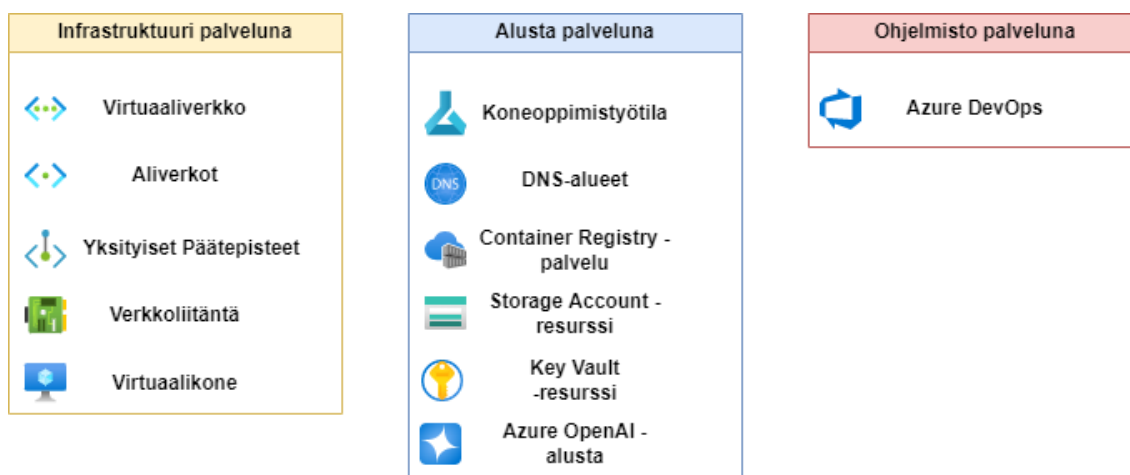 Infrastruktuuri palveluna
Virtuaaliverkko
Aliverkot
Yksityiset Päätepisteet
Verkkoliitäntä
Virtuaalikone
Alusta palveluna
Koneoppimistyötila
DNS
DNS-alueet
Container Registry -
palvelu
Storage Account -
resurssi
Key Vault
-resurssi
Azure OpenAI -
alusta
Ohjelmisto palveluna
Azure DevOps